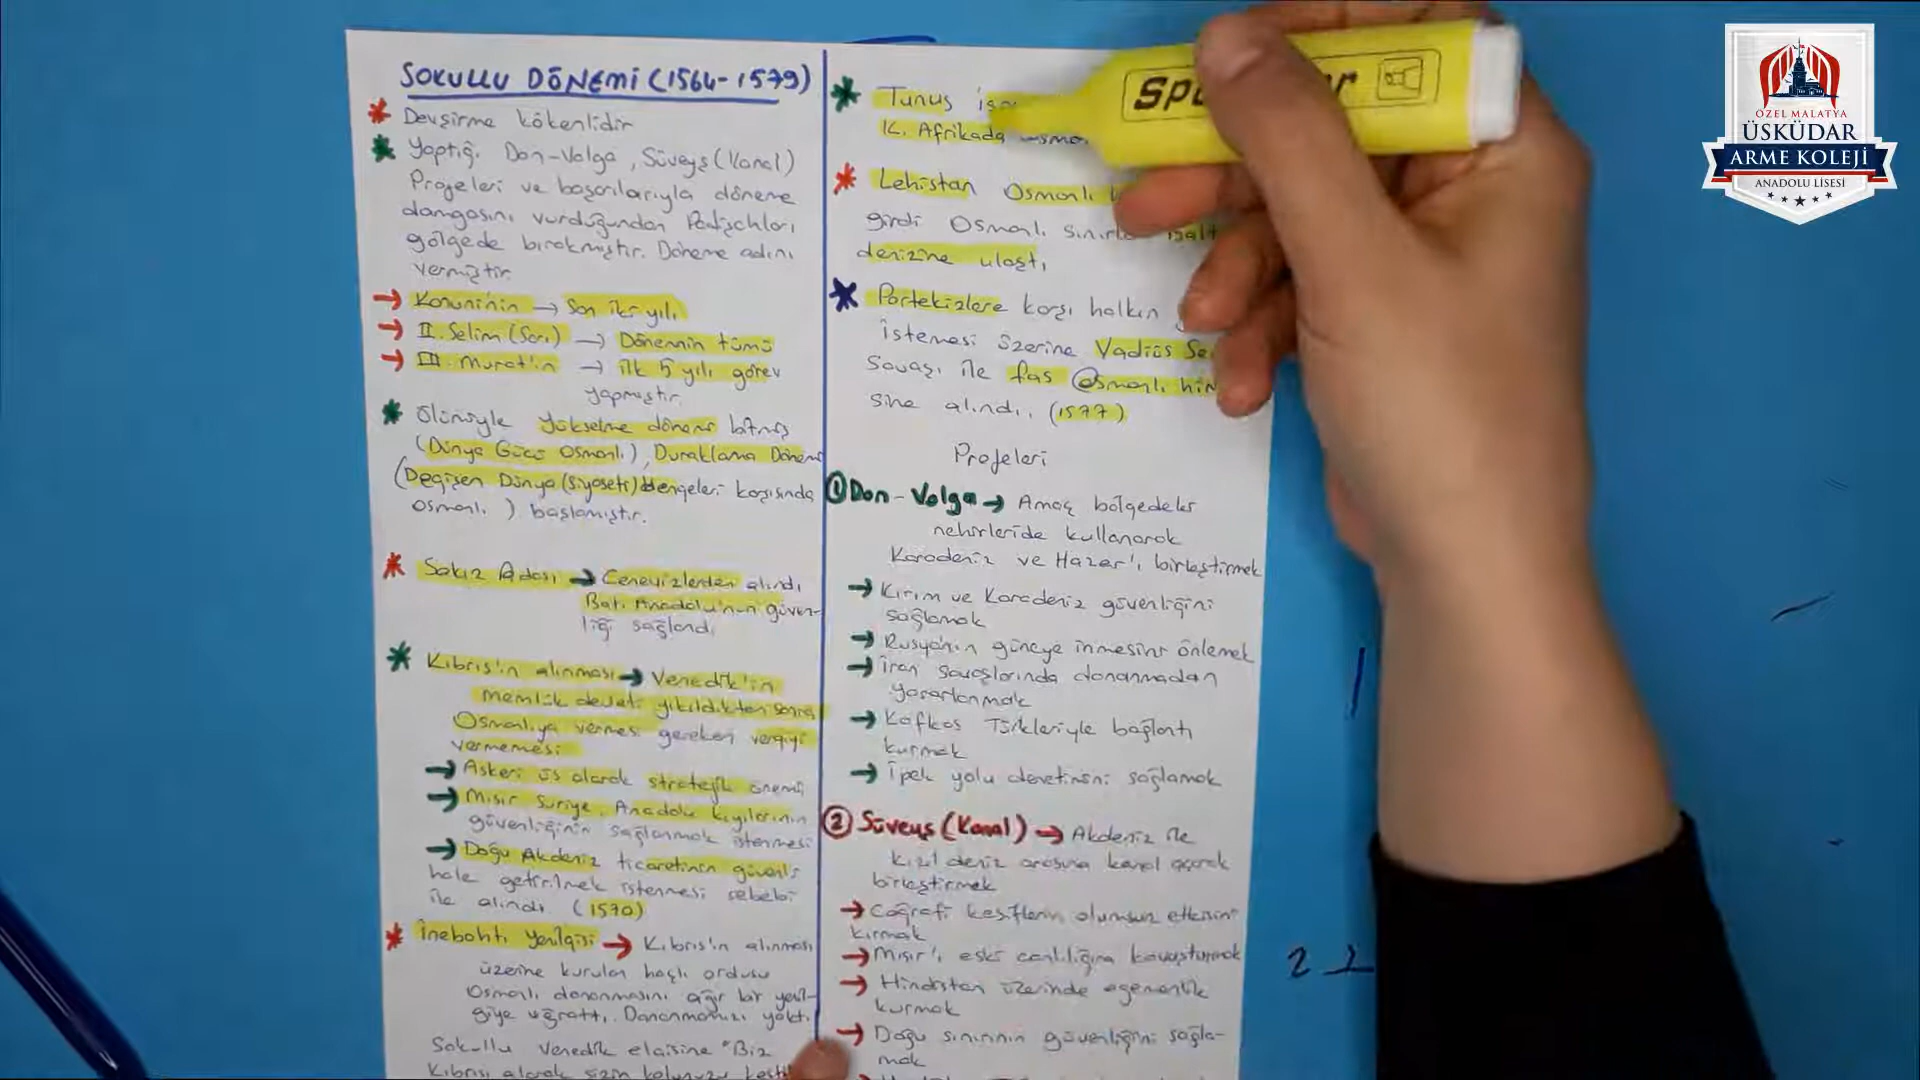 SOKULLU DÖNEMİ (1564-1579)
Devşirme kökenlidir
Yaptığı Don-Volga, Süveyş (Kanal)
Projeleri ve başarılarıyla döneme
damgasını vurduğundan Padişahları
gölgede bırakmıştır. Döneme adını
vermiştir.
→ Kanuni'nin → Son iki yılı
→ II. Selim (Sarı) → Dönemin tümü
→ III. Murat'ın → ilk 5 yılı görev
yapmıştır.
Ölümüyle yükselme dönemi bitmiş
(Dünya Gücü Osmanlı), Duraklama Dönemi
(Değişen Dünya (siyaseti) dengeleri karşısında
Osmanlı) başlamıştır.
Sakız Adası → Cenevizlerden alındı
Batı Anadolu'nun güven-
liği sağlandı
Kıbrıs'ın alınması → Venedik'in
memlük devleti yıkıldıktan sonra
Osmanlıya vermesi gereken vergiyi
vermemesi
→ Askeri üs olarak stratejik önemi
→ Mısır Suriye, Anadolu kıyılarının
güvenliğinin sağlanmak istenmesi
→ Doğu Akdeniz ticaretinin güvenli
hale getirilmek istenmesi sebebi
ile alındı (1570)
İnebahtı Yenilgisi → Kıbrıs'ın alınması
üzerine kurulan haçlı ordusu
Osmanlı donanmasını ağır bir yenil-
giye uğrattı. Donanmamızı yaktı.
Sokullu Venedik elçisine "Biz
Kıbrısı alarak sizin kolunuzu
Tunus
K. Afrikada
Lehistan Osmanlı
girdi Osmanlı
denizine ulaştı,
Portekizlere karşı halkın
istemesi üzerine Vadiüs
Savaşı ile fas Osmanlı
sine alındı. (1577)
Projeleri
① Don-Volga → Amaç bölgedeki
nehirleride kullanarak
Karadeniz ve Hazar'ı birleştirmek
→ Kırım ve Karadeniz güvenliğini
sağlamak
→ Rusya'nın güneye inmesini önlemek
→ İran savaşlarında donanmadan
yararlanmak
→ Kafkas Türkleriyle bağlantı
kurmak
→ İpek yolu denetimini sağlamak
② Süveyş (Kanal) → Akdeniz ile
kızıl deniz arasına kanal açarak
birleştirmek
→ Coğrafi keşiflerin olumsuz etkisini
kırmak
→ Mısır'ı eski canlılığına kavuşturmak
→ Hindistan üzerinde egemenlik
kurmak
→ Doğu sınırının güvenliğini sağla-
mak
ÖZEL MALATYA
ÜSKÜDAR
ARME KOLEJİ
ANADOLU LİSESİ